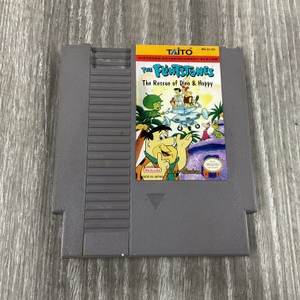 TAITO
NINTENDO ENTERTAINMENT SYSTEM
THE FLINTSTONES
The Rescue of Dino & Hoppy
Nintendo